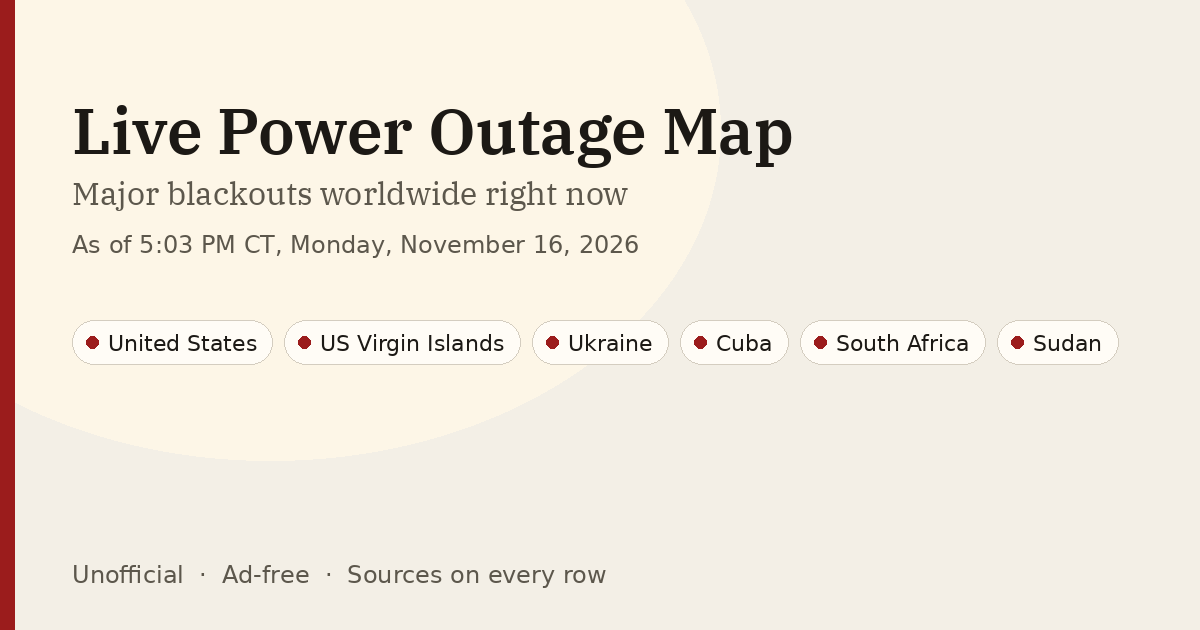 Live Power Outage Map
Major blackouts worldwide right now
As of 5:03 PM CT, Monday, November 16, 2026
United States US Virgin Islands Ukraine Cuba South Africa Sudan
Unofficial · Ad-free · Sources on every row